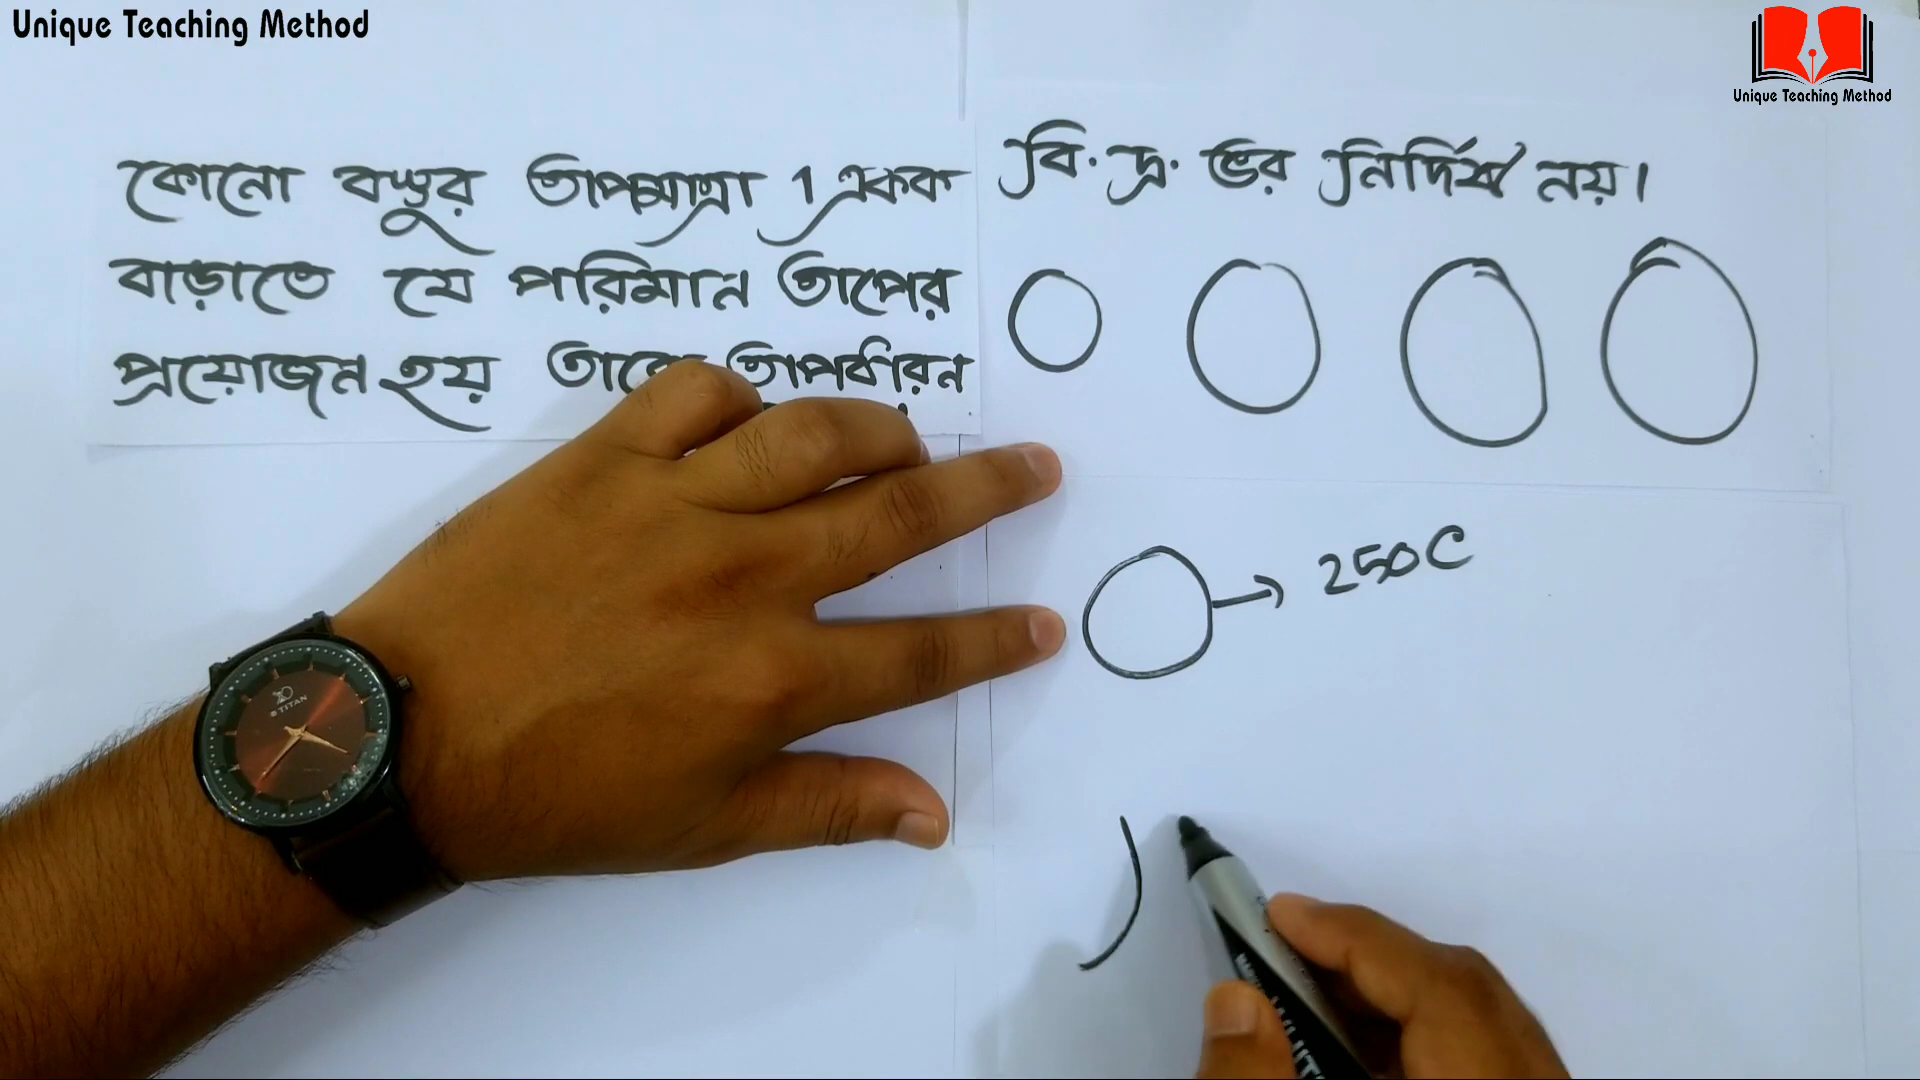 Unique Teaching Method
Unique Teaching Method
কোনো বস্তুর তাপমাত্রা 1 একক
বাড়াতে যে পরিমান তাপের
প্রয়োজন হয় তাকে তাপধারন
বি. দ্র. ভর নির্দিষ্ট নয়।
250C
TITAN